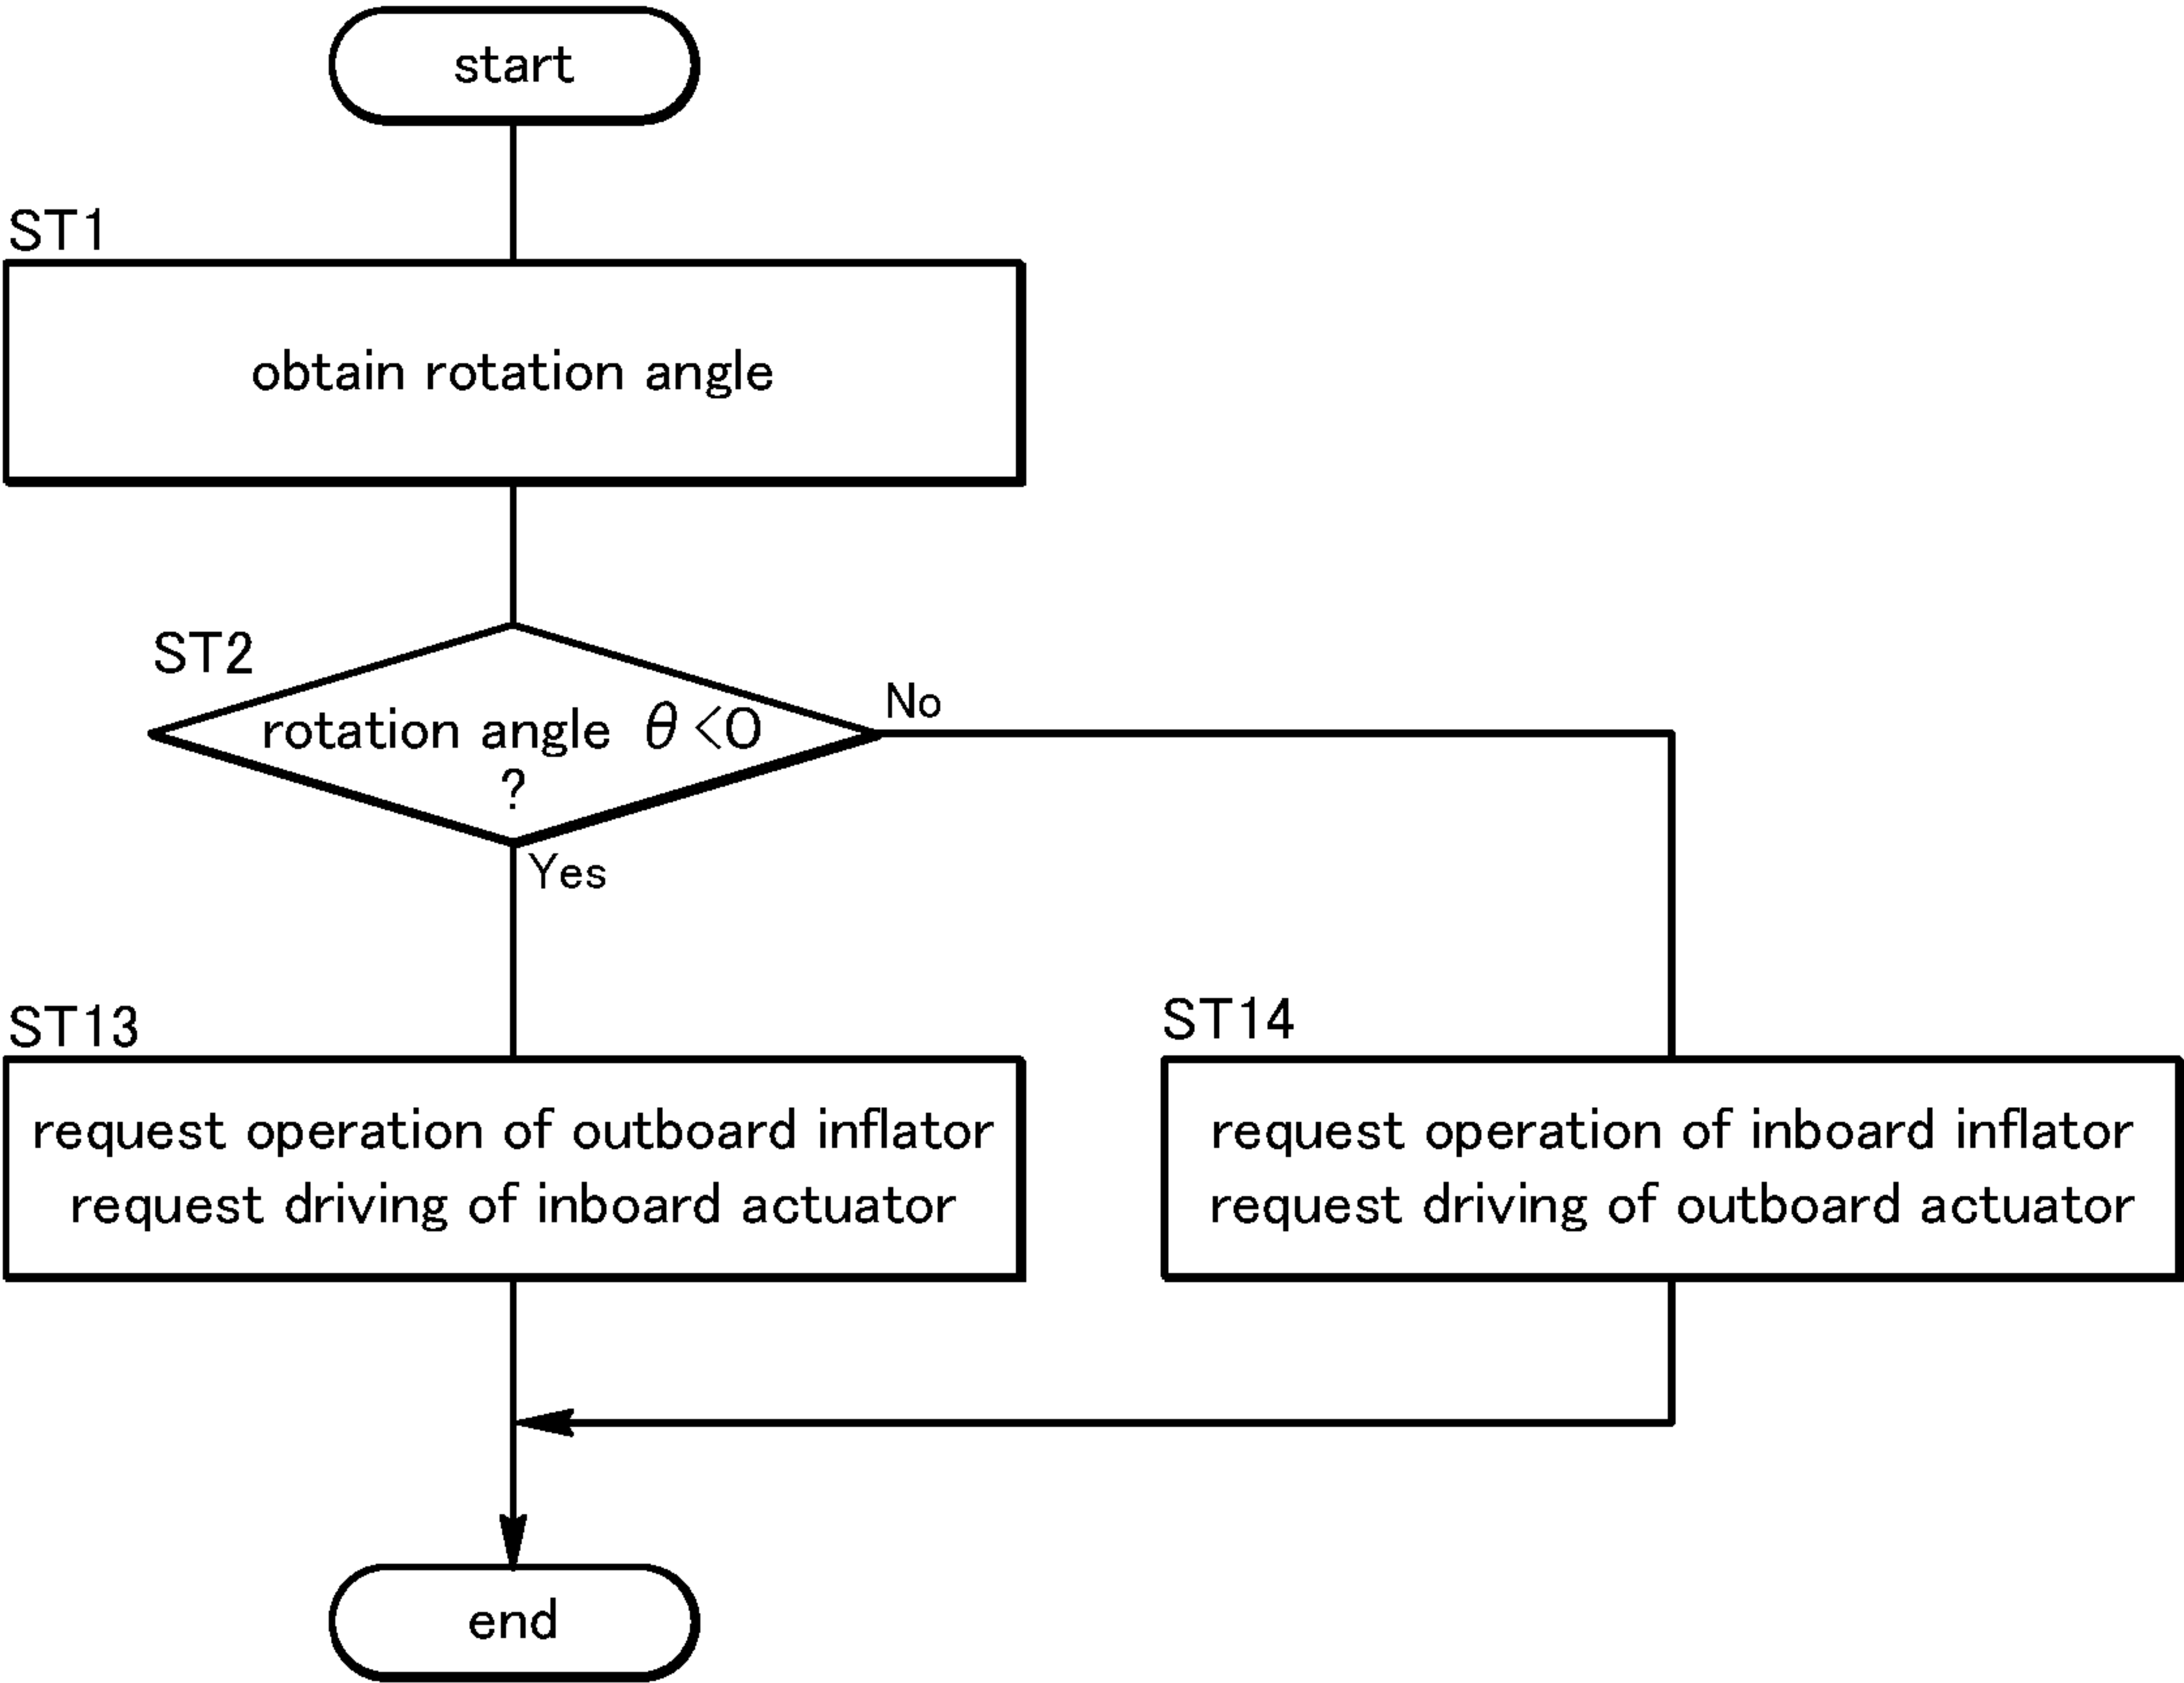 start
ST1
obtain rotation angle
ST2
rotation angle θ<0
?
No
Yes
ST13
request operation of outboard inflator
request driving of inboard actuator
ST14
request operation of inboard inflator
request driving of outboard actuator
end